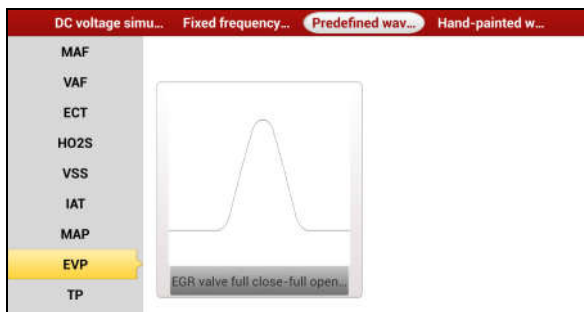 DC voltage simu... Fixed frequency... Predefined wav... Hand-painted w...
MAF
VAF
ECT
HO2S
VSS
IAT
MAP
EVP
EGR valve full close-full open...
TP